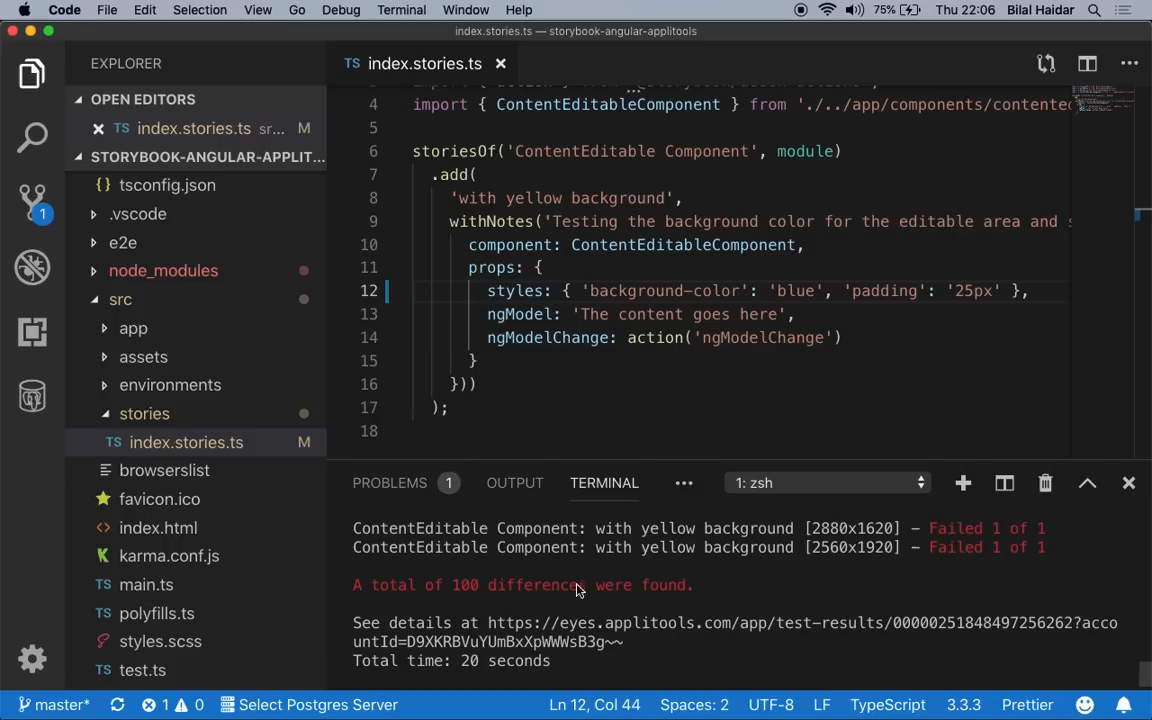 Code File Edit Selection View Go Debug Terminal Window Help 75% Thu 22:06 Bilal Haidar
index.stories.ts — storybook-angular-applitools
EXPLORER
TS index.stories.ts ×
OPEN EDITORS
× TS index.stories.ts sr... M
STORYBOOK-ANGULAR-APPLIT...
{} tsconfig.json
.vscode
e2e
node_modules
src
app
assets
environments
stories
TS index.stories.ts M
browserslist
favicon.ico
<> index.html
karma.conf.js
TS main.ts
TS polyfills.ts
styles.scss
TS test.ts
1
4 import { ContentEditableComponent } from './../app/components/contented
5
6 storiesOf('ContentEditable Component', module)
7 .add(
8 'with yellow background',
9 withNotes('Testing the background color for the editable area and s
10 component: ContentEditableComponent,
11 props: {
12 styles: { 'background-color': 'blue', 'padding': '25px' },
13 ngModel: 'The content goes here',
14 ngModelChange: action('ngModelChange')
15 }
16 }))
17 );
18
PROBLEMS 1 OUTPUT TERMINAL ... 1: zsh
ContentEditable Component: with yellow background [2880x1620] – Failed 1 of 1
ContentEditable Component: with yellow background [2560x1920] – Failed 1 of 1
A total of 100 differences were found.
See details at https://eyes.applitools.com/app/test-results/00000251848497256262?acco
untId=D9XKRBVuYUmBxXpWWWsB3g~~
Total time: 20 seconds
master* 1 0 Select Postgres Server Ln 12, Col 44 Spaces: 2 UTF-8 LF TypeScript 3.3.3 Prettier